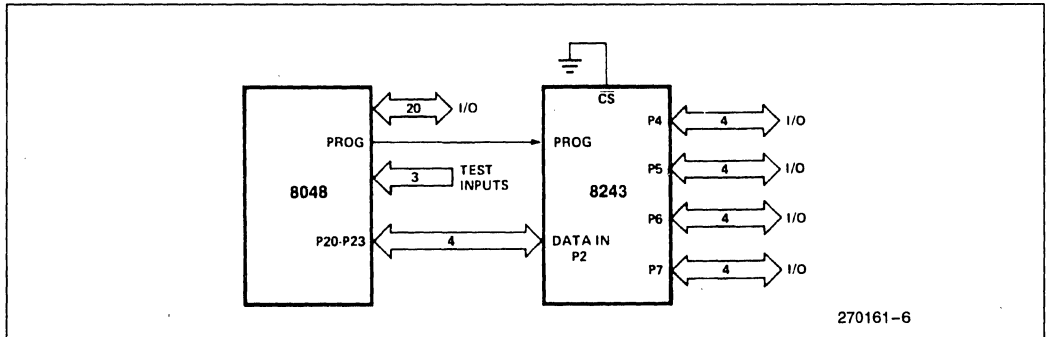 CS
20 I/O
P4 4 I/O
PROG
PROG
P5 4 I/O
3 TEST INPUTS
8048
8243
P6 4 I/O
P20-P23 4 DATA IN P2
P7 4 I/O
270161-6